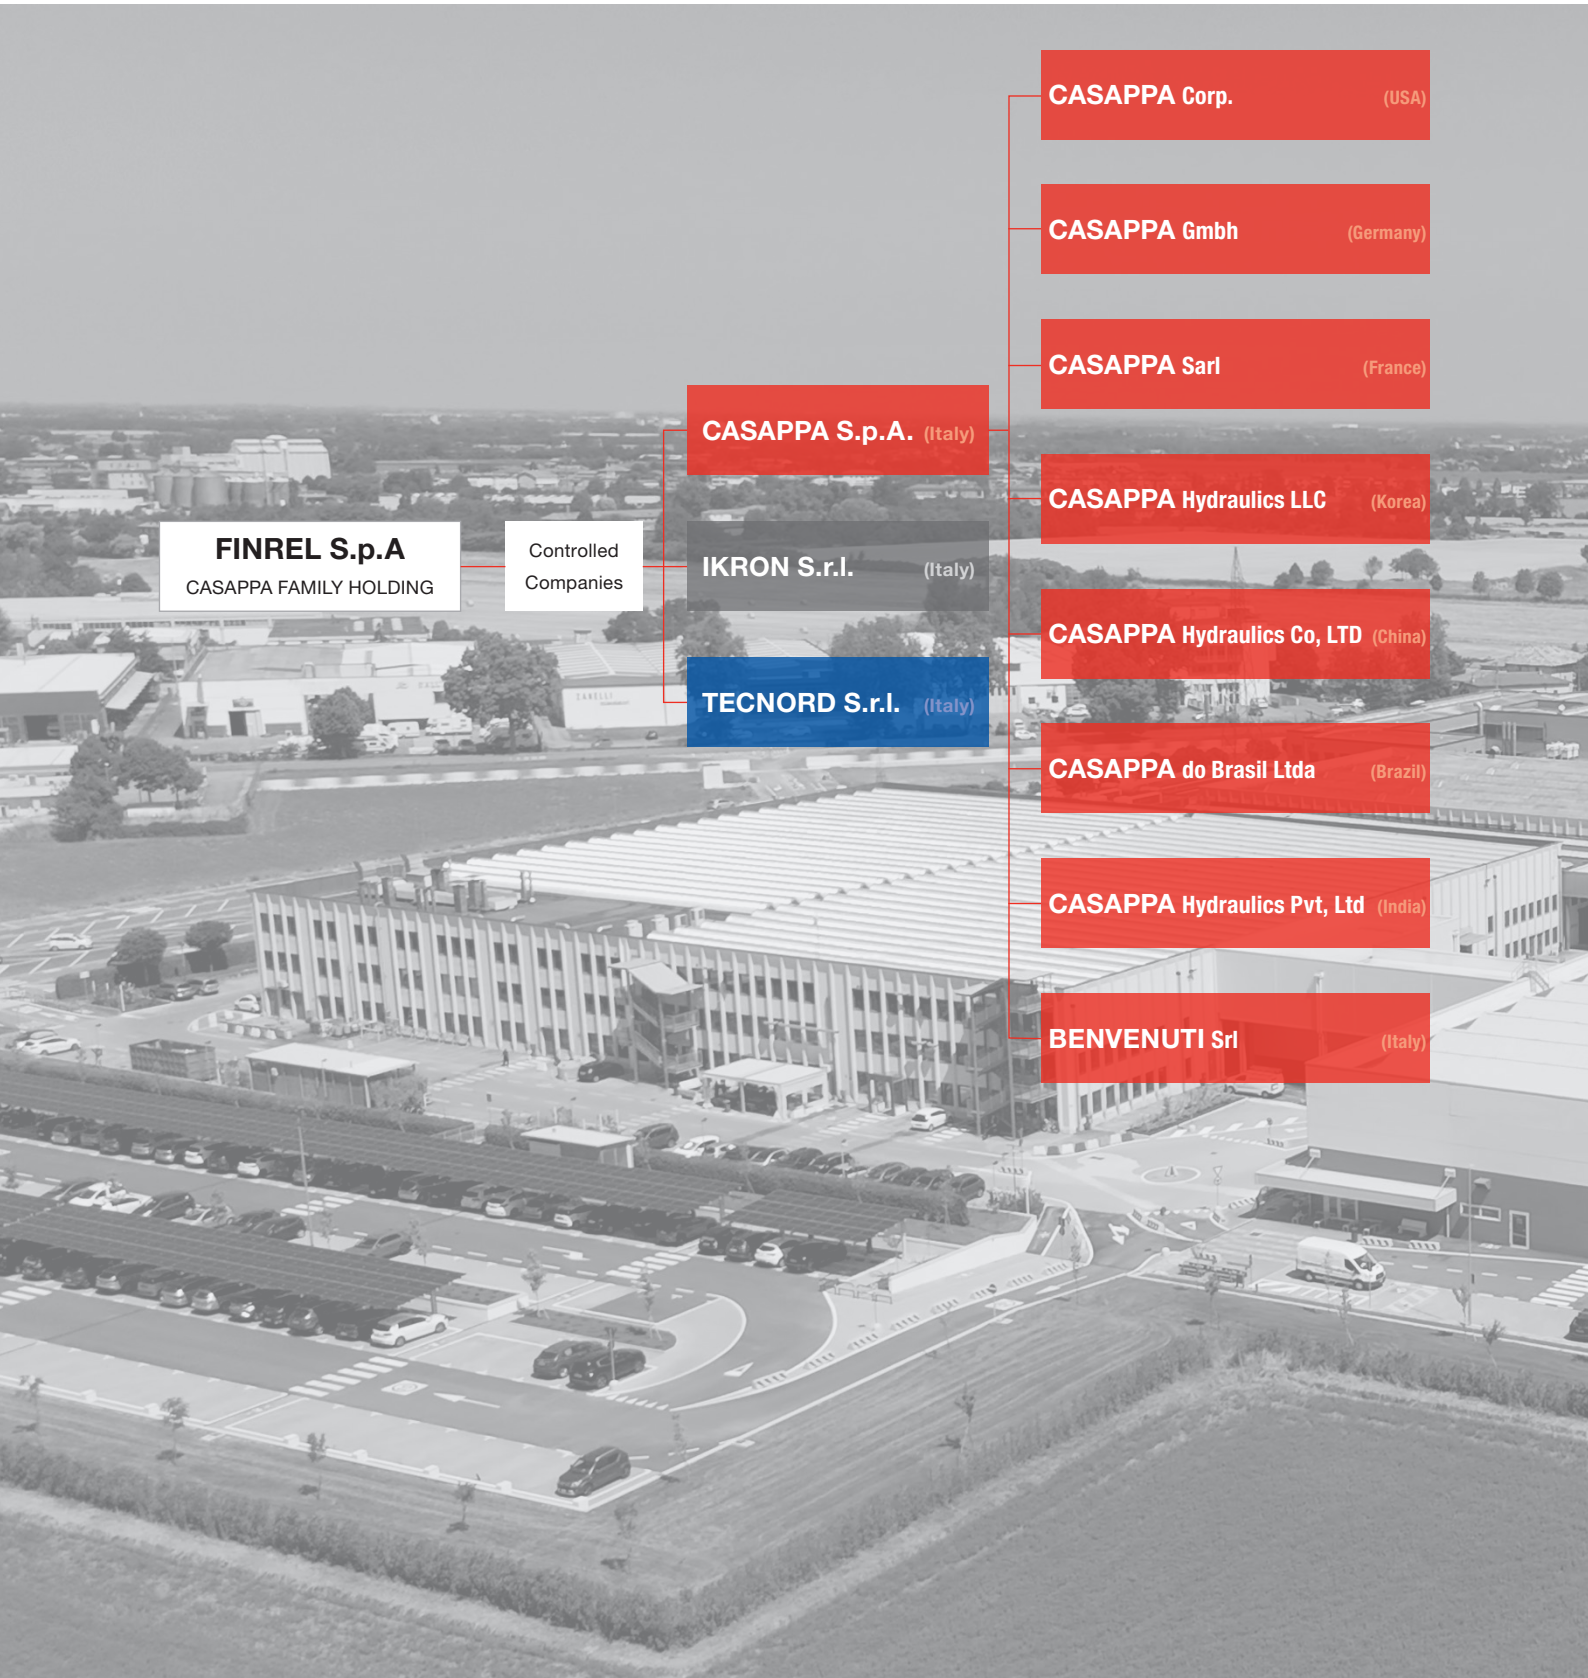 FINREL S.p.A
CASAPPA FAMILY HOLDING
Controlled
Companies
CASAPPA S.p.A. (Italy)
IKRON S.r.l. (Italy)
TECNORD S.r.l. (Italy)
CASAPPA Corp. (USA)
CASAPPA Gmbh (Germany)
CASAPPA Sarl (France)
CASAPPA Hydraulics LLC (Korea)
CASAPPA Hydraulics Co, LTD (China)
CASAPPA do Brasil Ltda (Brazil)
CASAPPA Hydraulics Pvt, Ltd (India)
BENVENUTI Srl (Italy)
ZANELLI